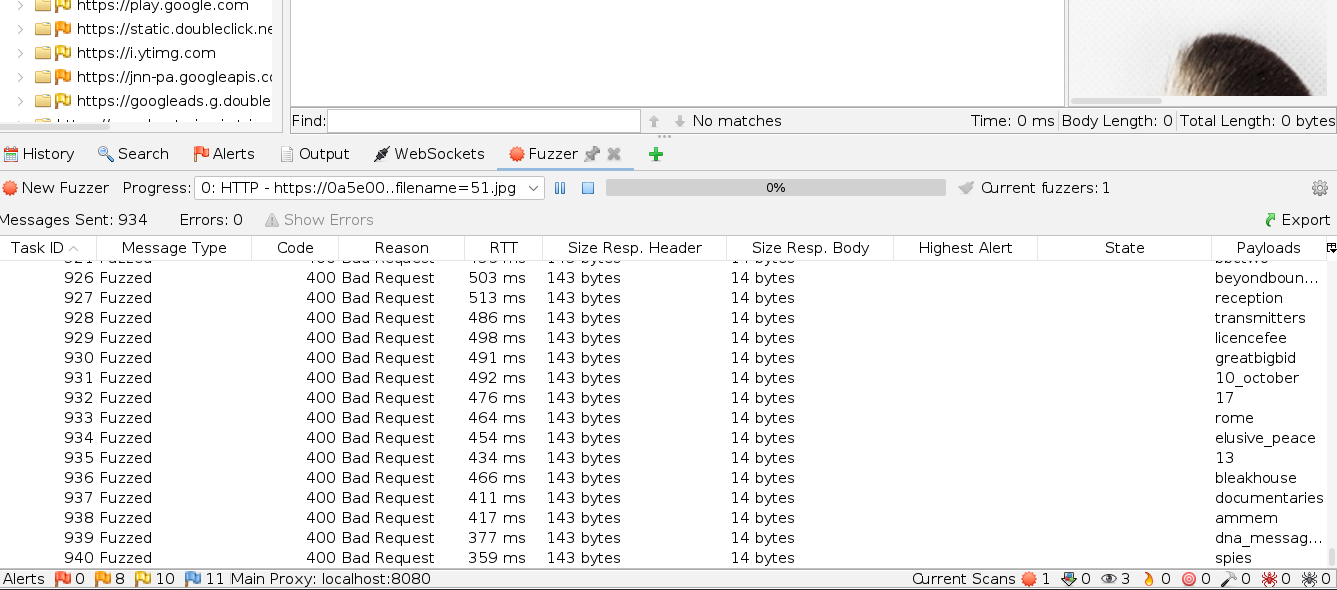 https://play.google.com
https://static.doubleclick.ne
https://i.ytimg.com
https://jnn-pa.googleapis.c
https://googleads.g.double
Find: No matches Time: 0 ms Body Length: 0 Total Length: 0 bytes
History Search Alerts Output WebSockets Fuzzer
New Fuzzer Progress: 0: HTTP - https://0a5e00..filename=51.jpg 0% Current fuzzers: 1
Messages Sent: 934 Errors: 0 Show Errors Export
Task ID Message Type Code Reason RTT Size Resp. Header Size Resp. Body Highest Alert State Payloads
926 Fuzzed 400 Bad Request 503 ms 143 bytes 14 bytes beyondboun...
927 Fuzzed 400 Bad Request 513 ms 143 bytes 14 bytes reception
928 Fuzzed 400 Bad Request 486 ms 143 bytes 14 bytes transmitters
929 Fuzzed 400 Bad Request 498 ms 143 bytes 14 bytes licencefee
930 Fuzzed 400 Bad Request 491 ms 143 bytes 14 bytes greatbigbid
931 Fuzzed 400 Bad Request 492 ms 143 bytes 14 bytes 10_october
932 Fuzzed 400 Bad Request 476 ms 143 bytes 14 bytes 17
933 Fuzzed 400 Bad Request 464 ms 143 bytes 14 bytes rome
934 Fuzzed 400 Bad Request 454 ms 143 bytes 14 bytes elusive_peace
935 Fuzzed 400 Bad Request 434 ms 143 bytes 14 bytes 13
936 Fuzzed 400 Bad Request 466 ms 143 bytes 14 bytes bleakhouse
937 Fuzzed 400 Bad Request 411 ms 143 bytes 14 bytes documentaries
938 Fuzzed 400 Bad Request 417 ms 143 bytes 14 bytes ammem
939 Fuzzed 400 Bad Request 377 ms 143 bytes 14 bytes dna_messag...
940 Fuzzed 400 Bad Request 359 ms 143 bytes 14 bytes spies
Alerts 0 8 10 11 Main Proxy: localhost:8080 Current Scans 1 0 3 0 0 0 0 0